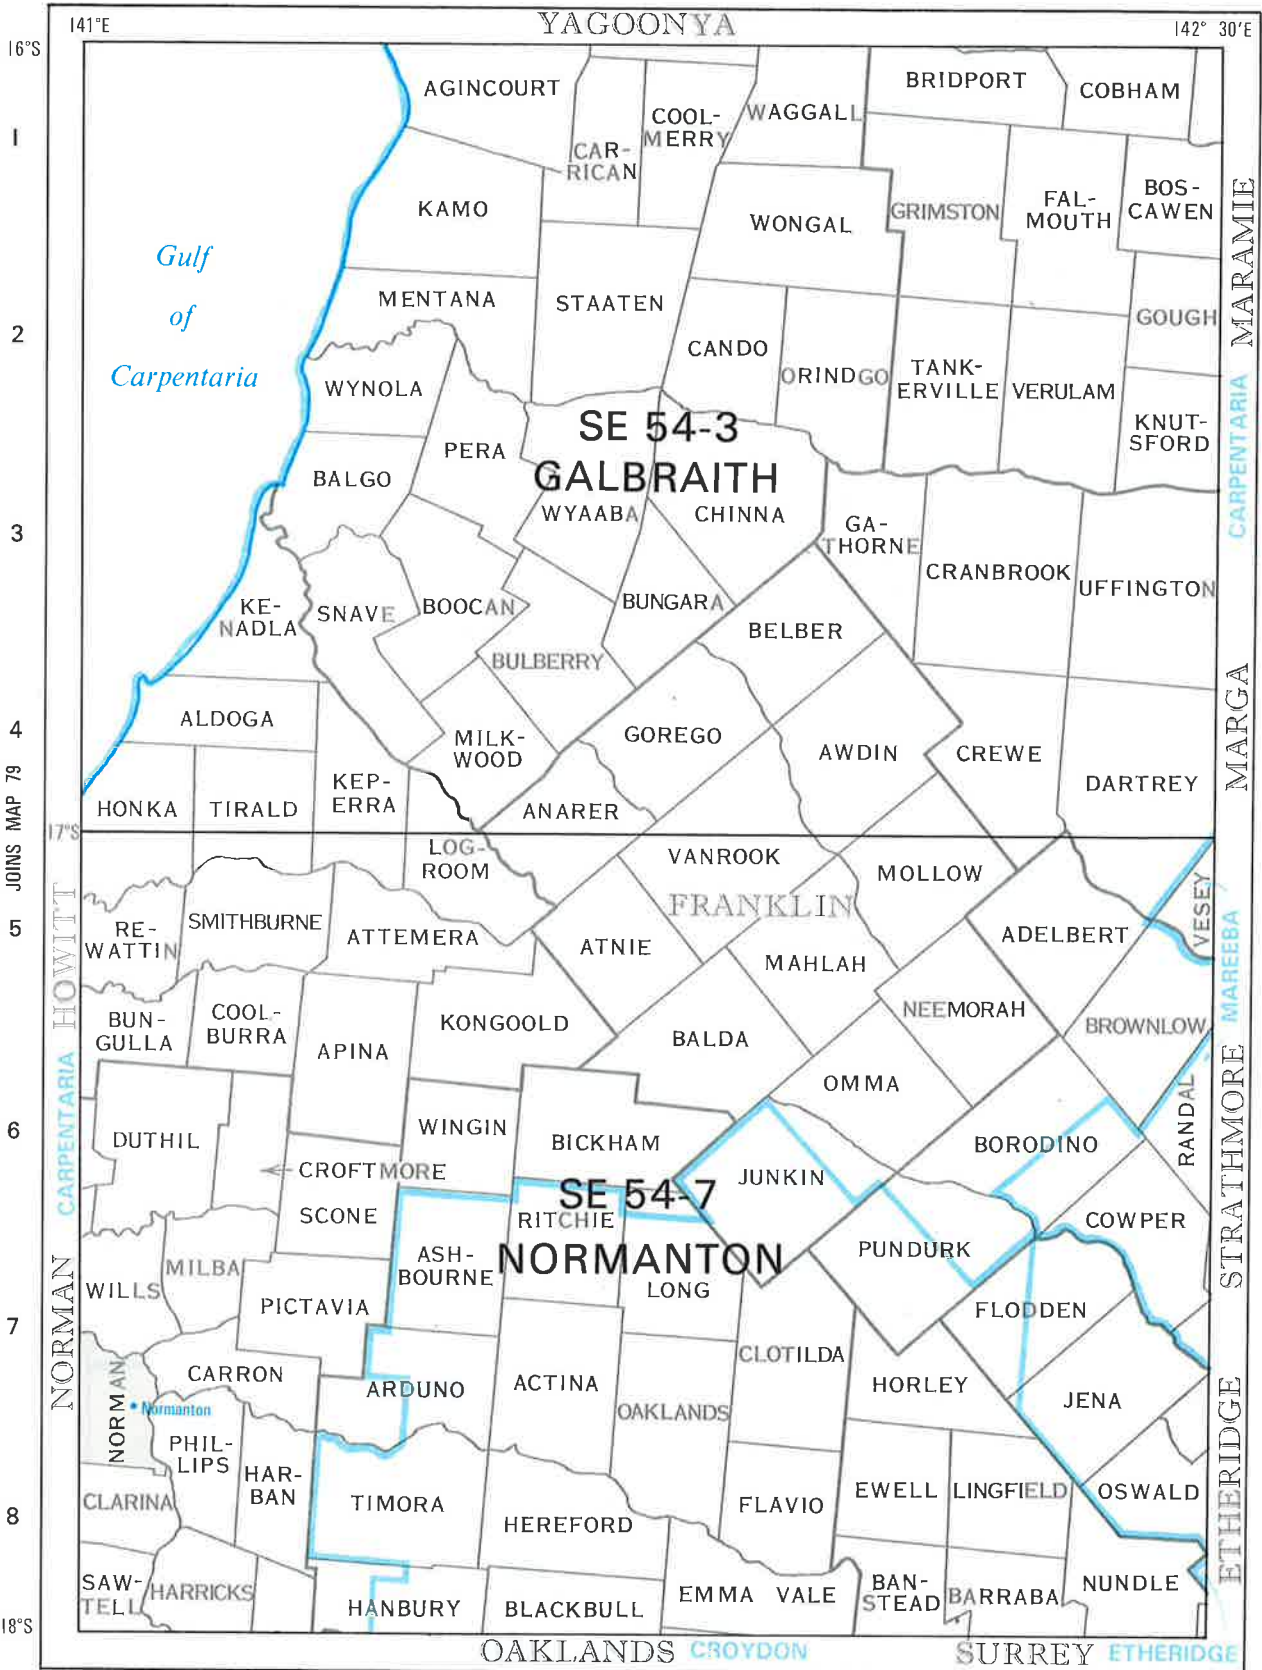 YAGOONYA
141°E
142° 30'E
16°S
AGINCOURT
BRIDPORT
COBHAM
COOL-
MERRY
WAGGALL
1
CAR-
RICAN
KAMO
WONGAL
GRIMSTON
FAL-
MOUTH
BOS-
CAWEN
MARAMIE
Gulf
of
Carpentaria
MENTANA
STAATEN
GOUGH
2
CANDO
ORINDGO
TANK-
ERVILLE
VERULAM
WYNOLA
KNUT-
SFORD
CARPENTARIA
SE 54-3
GALBRAITH
PERA
BALGO
WYAABA
CHINNA
GA-
THORNE
3
CRANBROOK
UFFINGTON
KE-
NADLA
SNAVE
BOOCAN
BUNGARA
BELBER
BULBERRY
MARGA
ALDOGA
4
MILK-
WOOD
GOREGO
AWDIN
CREWE
DARTREY
HONKA
TIRALD
KEP-
ERRA
ANARER
JOINS MAP 79
17°S
LOG-
ROOM
VANROOK
MOLLOW
FRANKLIN
VESEY
5
RE-
WATTIN
SMITHBURNE
ATTEMERA
ATNIE
MAHLAH
ADELBERT
HOWITT
MAREEBA
BUN-
GULLA
COOL-
BURRA
APINA
KONGOOLD
BALDA
NEEMORAH
BROWNLOW
OMMA
CARPENTARIA
6
DUTHIL
WINGIN
BICKHAM
BORODINO
RANDAL
CROFTMORE
JUNKIN
STRATHMORE
SCONE
SE 54-7
NORMANTON
RITCHIE
COWPER
ASH-
BOURNE
PUNDURK
WILLS
MILBA
LONG
PICTAVIA
FLODDEN
7
NORMAN
CLOTILDA
CARRON
ARDUNO
ACTINA
HORLEY
JENA
NORMAN
Normanton
OAKLANDS
ETHERIDGE
PHIL-
LIPS
HAR-
BAN
CLARINA
TIMORA
FLAVIO
EWELL
LINGFIELD
OSWALD
8
HEREFORD
SAW-
TELL
HARRICKS
HANBURY
BLACKBULL
EMMA VALE
BAN-
STEAD
BARRABA
NUNDLE
18°S
OAKLANDS
CROYDON
SURREY
ETHERIDGE